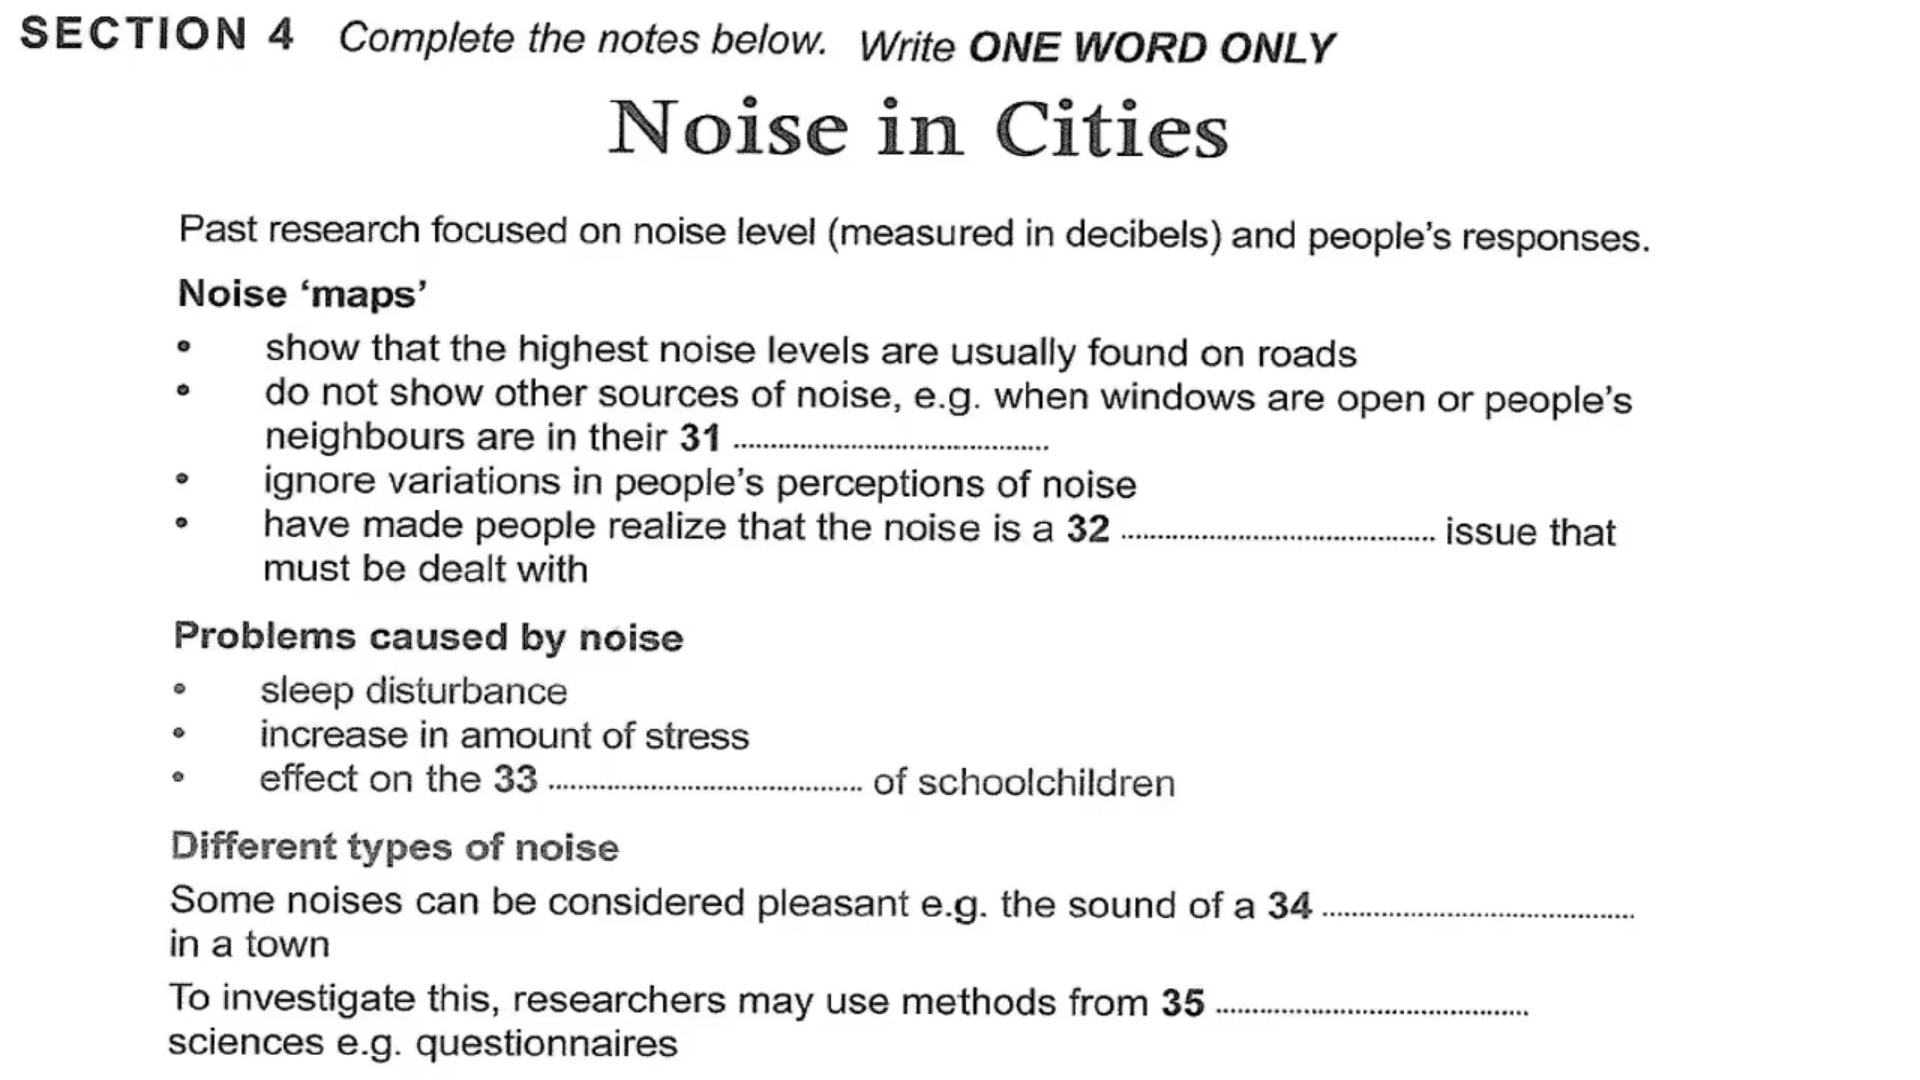 SECTION 4 Complete the notes below. Write ONE WORD ONLY
Noise in Cities
Past research focused on noise level (measured in decibels) and people's responses.
Noise 'maps'
• show that the highest noise levels are usually found on roads
• do not show other sources of noise, e.g. when windows are open or people's
neighbours are in their 31 ....................
• ignore variations in people's perceptions of noise
• have made people realize that the noise is a 32 .................... issue that
must be dealt with
Problems caused by noise
• sleep disturbance
• increase in amount of stress
• effect on the 33 .................... of schoolchildren
Different types of noise
Some noises can be considered pleasant e.g. the sound of a 34 ....................
in a town
To investigate this, researchers may use methods from 35 ....................
sciences e.g. questionnaires